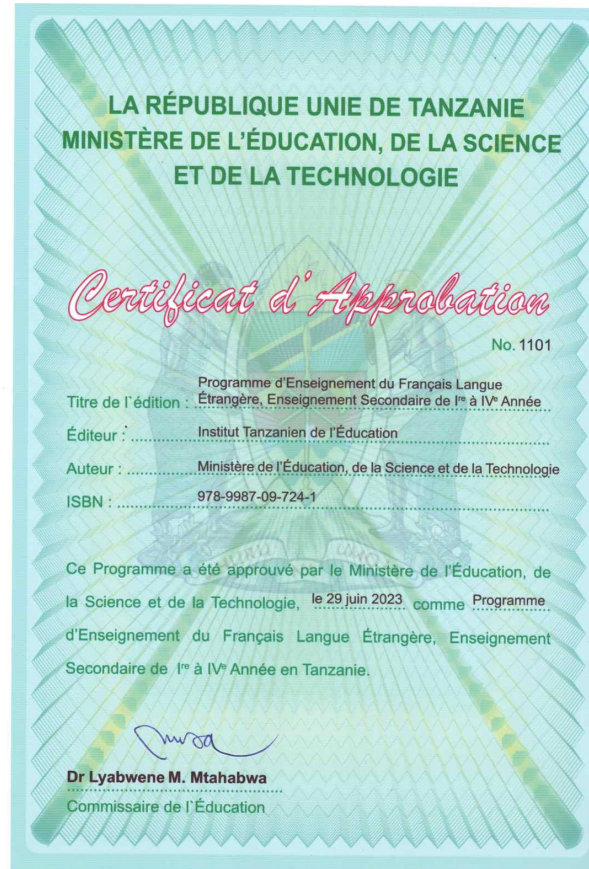 LA RÉPUBLIQUE UNIE DE TANZANIE
MINISTÈRE DE L'ÉDUCATION, DE LA SCIENCE
ET DE LA TECHNOLOGIE
Certificat d'Approbation
No. 1101
Titre de l`édition : Programme d'Enseignement du Français Langue
Étrangère, Enseignement Secondaire de Iʳᵉ à IVᵉ Année
Éditeur : Institut Tanzanien de l'Éducation
Auteur : Ministère de l'Éducation, de la Science et de la Technologie
ISBN : 978-9987-09-724-1
Ce Programme a été approuvé par le Ministère de l'Éducation, de
la Science et de la Technologie, le 29 juin 2023 comme Programme
d'Enseignement du Français Langue Étrangère, Enseignement
Secondaire de Iʳᵉ à IVᵉ Année en Tanzanie.
Dr Lyabwene M. Mtahabwa
Commissaire de l`Éducation